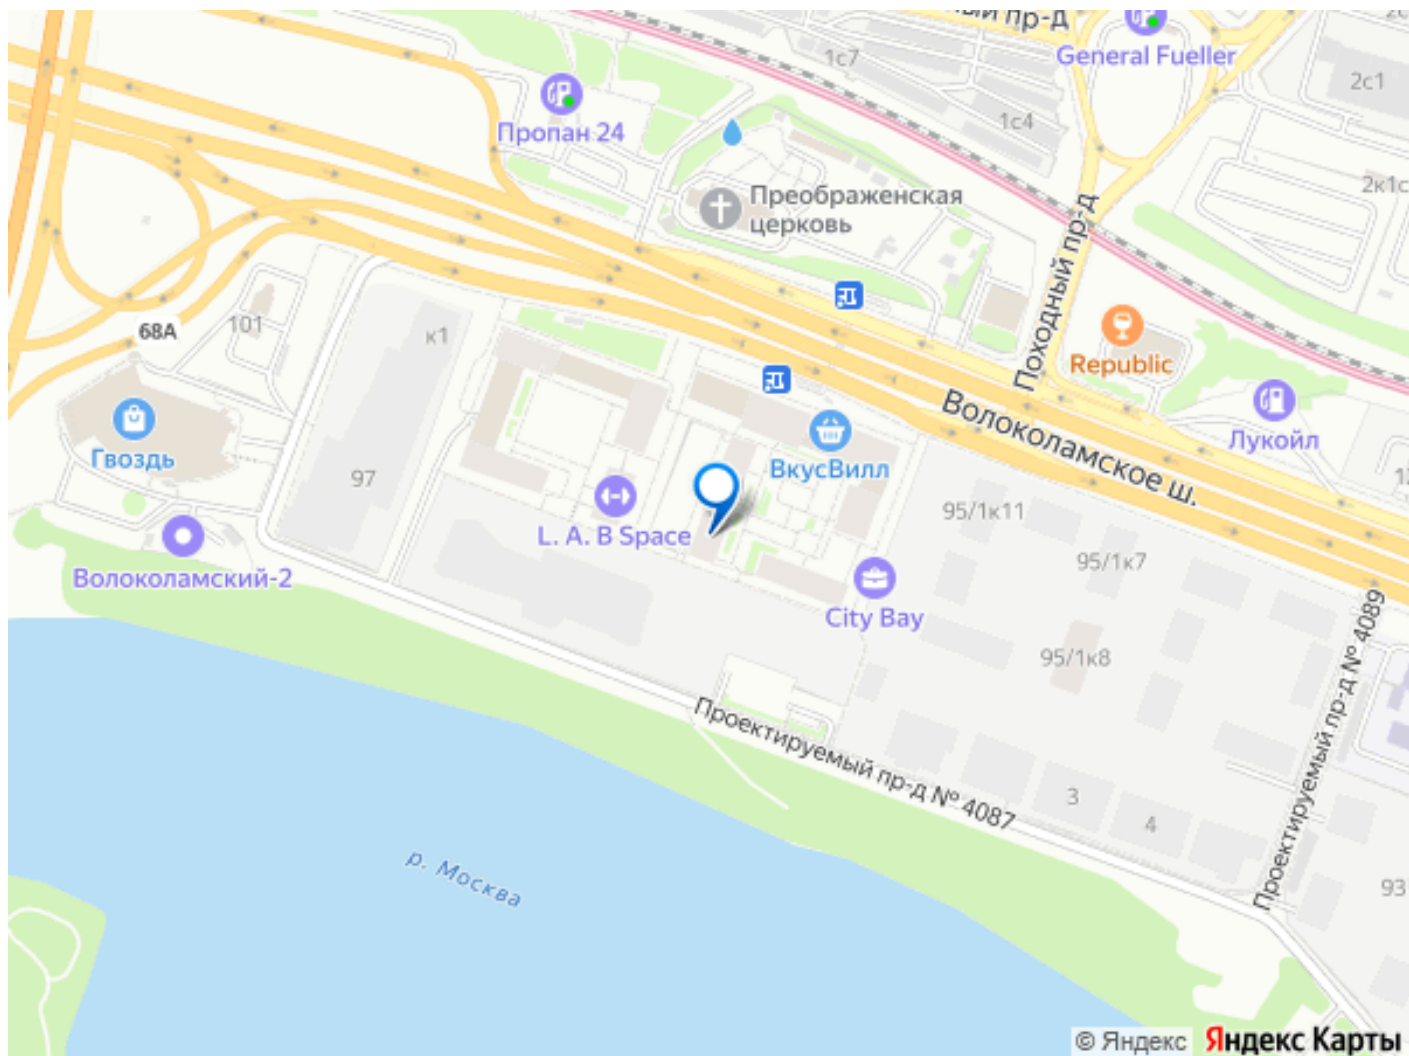 ный пр-д
General Fueller
1с7
2с1
Пропан 24
1с4
2к1с
Преображенская
церковь
Походный пр-д
68А
101
к1
Republic
Волоколамское ш.
Лукойл
Гвоздь
ВкусВилл
97
95/1к11
L. A. B Space
95/1к7
Волоколамский-2
City Bay
95/1к8
Проектируемый пр-д № 4089
Проектируемый пр-д № 4087
3
4
р. Москва
93
© Яндекс Яндекс Карты